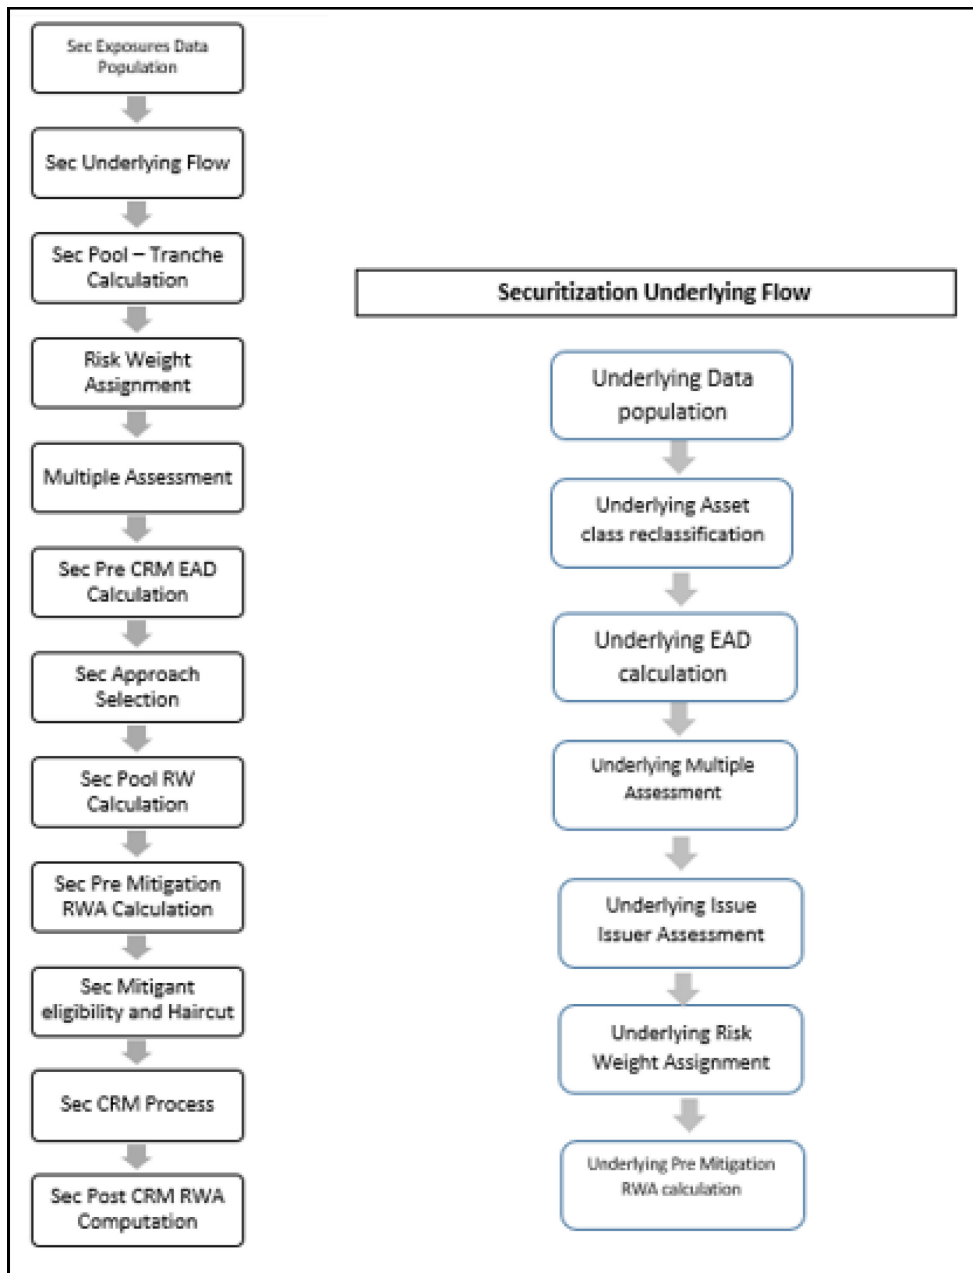 Sec Exposures Data
Population
Sec Underlying Flow
Sec Pool – Tranche
Calculation
Risk Weight
Assignment
Multiple Assessment
Sec Pre CRM EAD
Calculation
Sec Approach
Selection
Sec Pool RW
Calculation
Sec Pre Mitigation
RWA Calculation
Sec Mitigant
eligibility and Haircut
Sec CRM Process
Sec Post CRM RWA
Computation
Securitization Underlying Flow
Underlying Data
population
Underlying Asset
class reclassification
Underlying EAD
calculation
Underlying Multiple
Assessment
Underlying Issue
Issuer Assessment
Underlying Risk
Weight Assignment
Underlying Pre Mitigation
RWA calculation